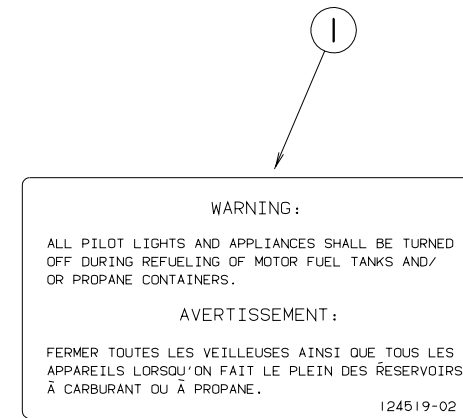 1
WARNING:
ALL PILOT LIGHTS AND APPLIANCES SHALL BE TURNED
OFF DURING REFUELING OF MOTOR FUEL TANKS AND/
OR PROPANE CONTAINERS.
AVERTISSEMENT:
FERMER TOUTES LES VEILLEUSES AINSI QUE TOUS LES
APPAREILS LORSQU'ON FAIT LE PLEIN DES RESERVOIRS
À CARBURANT OU À PROPANE.
124519-02